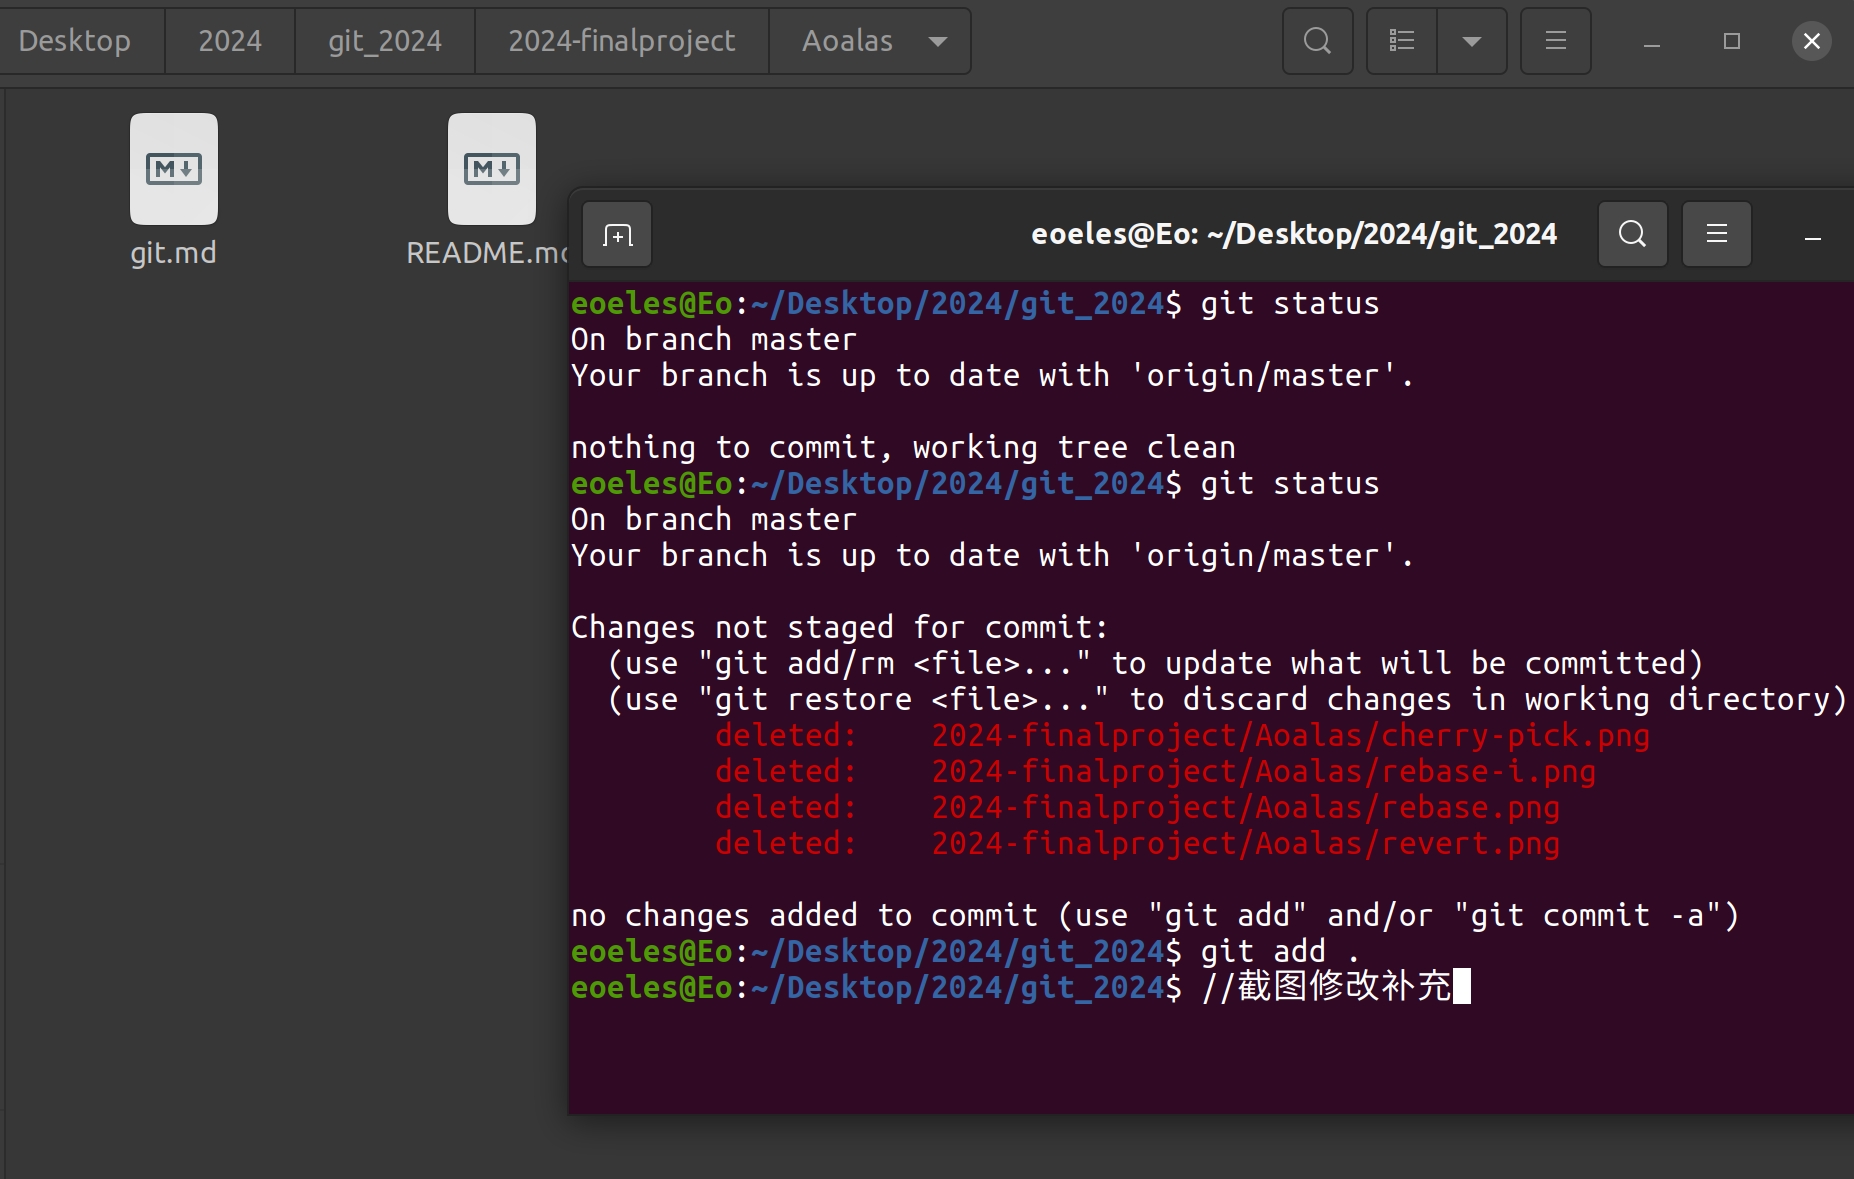 Desktop
2024
git_2024
2024-finalproject
Aoalas
git.md
README.md
eoeles@Eo: ~/Desktop/2024/git_2024
eoeles@Eo:~/Desktop/2024/git_2024$ git status
On branch master
Your branch is up to date with 'origin/master'.
nothing to commit, working tree clean
eoeles@Eo:~/Desktop/2024/git_2024$ git status
On branch master
Your branch is up to date with 'origin/master'.
Changes not staged for commit:
(use "git add/rm <file>..." to update what will be committed)
(use "git restore <file>..." to discard changes in working directory)
deleted: 2024-finalproject/Aoalas/cherry-pick.png
deleted: 2024-finalproject/Aoalas/rebase-i.png
deleted: 2024-finalproject/Aoalas/rebase.png
deleted: 2024-finalproject/Aoalas/revert.png
no changes added to commit (use "git add" and/or "git commit -a")
eoeles@Eo:~/Desktop/2024/git_2024$ git add .
eoeles@Eo:~/Desktop/2024/git_2024$ //截图修改补充